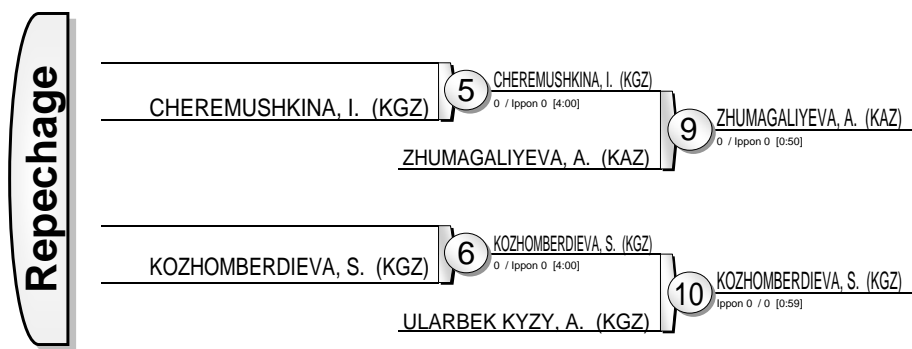 Repechage
CHEREMUSHKINA, I. (KGZ)
5
CHEREMUSHKINA, I. (KGZ)
0 / Ippon 0 [4:00]
ZHUMAGALIYEVA, A. (KAZ)
9
ZHUMAGALIYEVA, A. (KAZ)
0 / Ippon 0 [0:50]
KOZHOMBERDIEVA, S. (KGZ)
6
KOZHOMBERDIEVA, S. (KGZ)
0 / Ippon 0 [4:00]
ULARBEK KYZY, A. (KGZ)
10
KOZHOMBERDIEVA, S. (KGZ)
Ippon 0 / 0 [0:59]